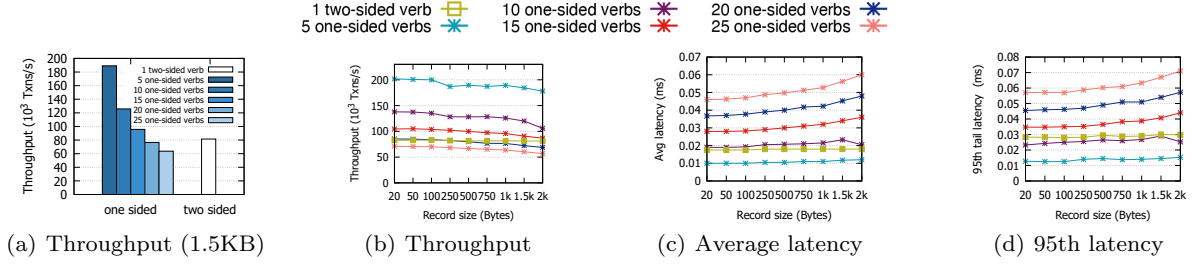 1 two-sided verb
10 one-sided verbs
20 one-sided verbs
5 one-sided verbs
15 one-sided verbs
25 one-sided verbs
Throughput (10³ Txns/s)
200
180
160
140
120
100
80
60
40
20
0
1 two-sided verb
5 one-sided verbs
10 one-sided verbs
15 one-sided verbs
20 one-sided verbs
25 one-sided verbs
one sided two sided
(a) Throughput (1.5KB)
Throughput (10³ Txns/s)
200
150
100
50
0
20 50 100 250 500 750 1k 1.5k 2k
Record size (Bytes)
(b) Throughput
Avg latency (ms)
0.07
0.06
0.05
0.04
0.03
0.02
0.01
0
20 50 100 250 500 750 1k 1.5k 2k
Record size (Bytes)
(c) Average latency
95th tail latency (ms)
0.08
0.07
0.06
0.05
0.04
0.03
0.02
0.01
0
20 50 100 250 500 750 1k 1.5k 2k
Record size (Bytes)
(d) 95th latency